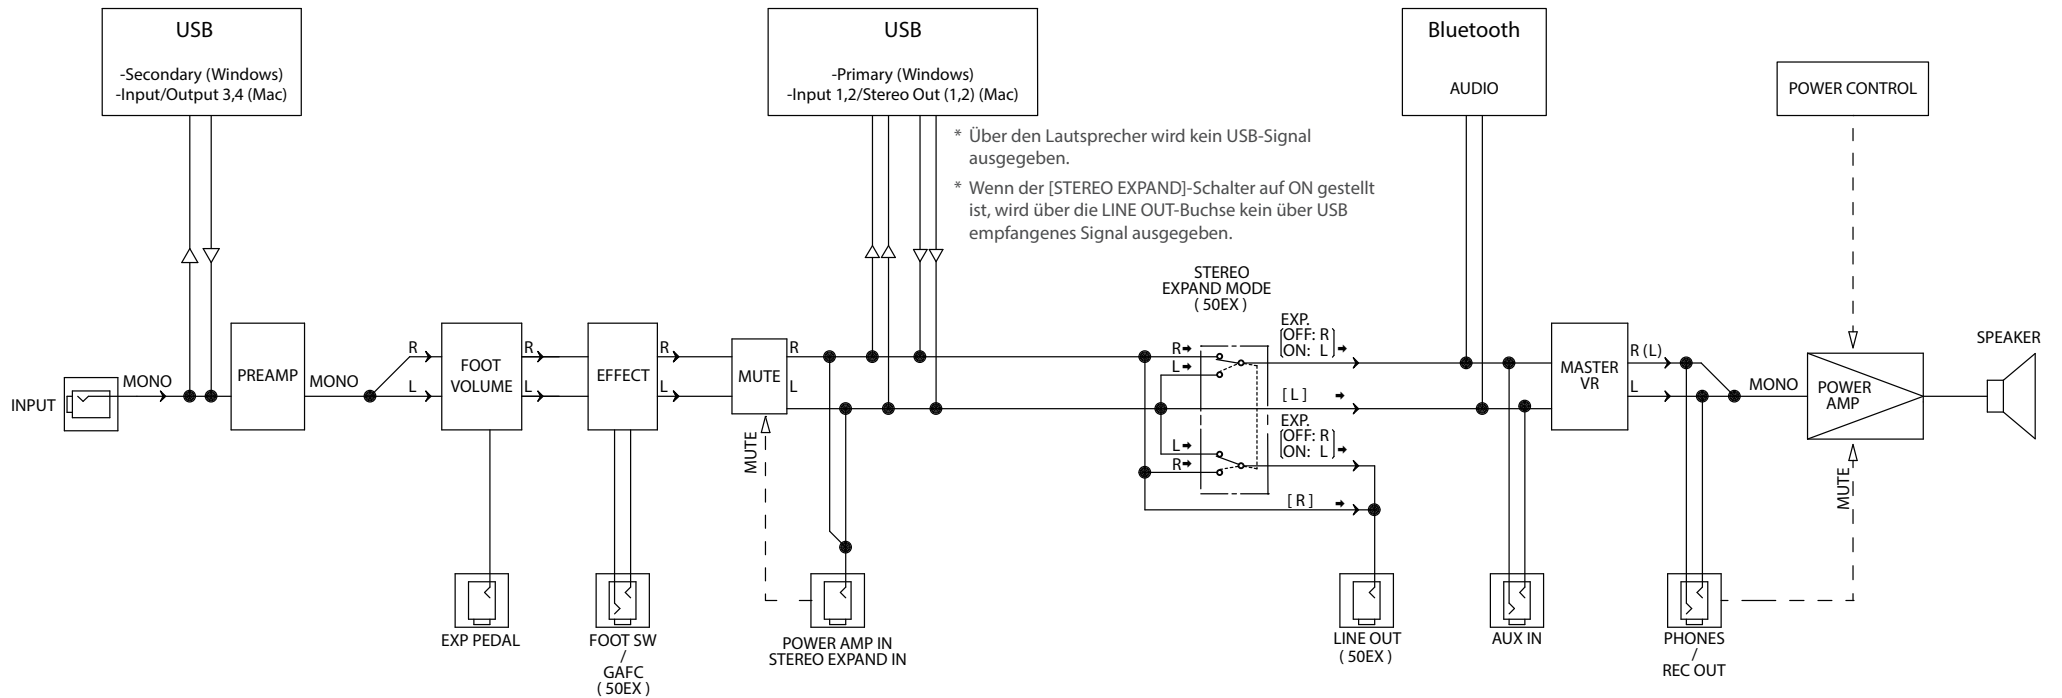 USB
-Secondary (Windows)
-Input/Output 3,4 (Mac)
USB
-Primary (Windows)
-Input 1,2/Stereo Out (1,2) (Mac)
Bluetooth
AUDIO
POWER CONTROL
* Über den Lautsprecher wird kein USB-Signal
ausgegeben.
* Wenn der [STEREO EXPAND]-Schalter auf ON gestellt
ist, wird über die LINE OUT-Buchse kein über USB
empfangenes Signal ausgegeben.
STEREO
EXPAND MODE
( 50EX )
INPUT
MONO
PREAMP
MONO
R
L
FOOT
VOLUME
R
L
EFFECT
R
L
MUTE
R
L
MUTE
R
L
L
R
EXP.
OFF: R
ON: L
[ L ]
EXP.
OFF: R
ON: L
[ R ]
MASTER
VR
R (L)
L
MONO
POWER
AMP
SPEAKER
MUTE
EXP PEDAL
FOOT SW
/
GAFC
( 50EX )
POWER AMP IN
STEREO EXPAND IN
LINE OUT
( 50EX )
AUX IN
PHONES
/
REC OUT